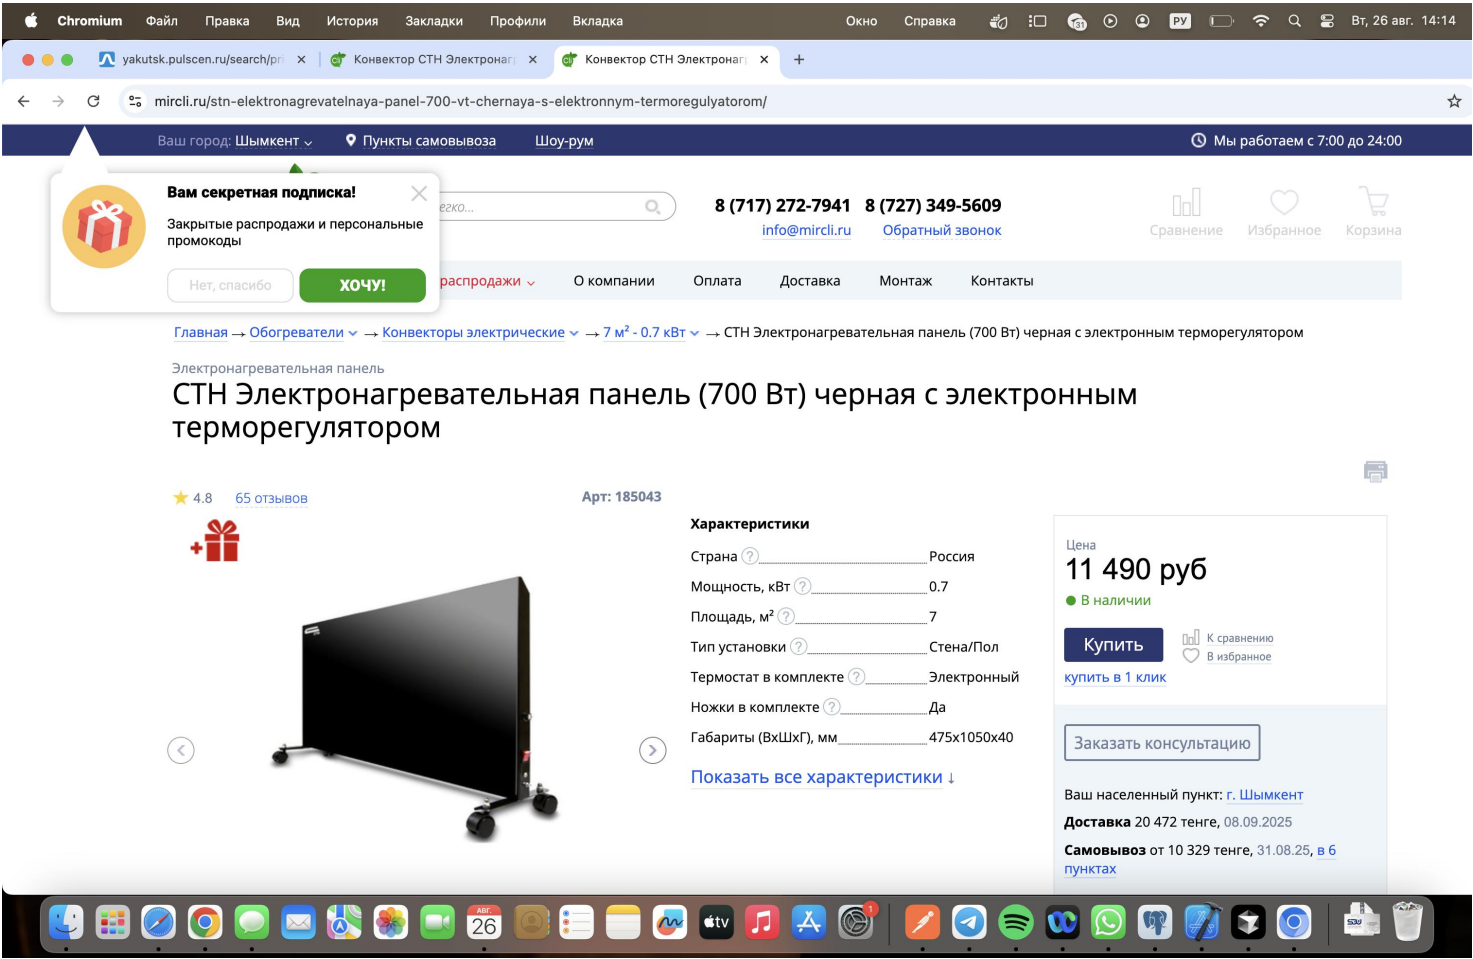 Chromium Файл Правка Вид История Закладки Профили Вкладка Окно Справка РУ Вт, 26 авг. 14:14
yakutsk.pulscen.ru/search/pri Конвектор СТН Электронаг Конвектор СТН Электронаг
mircli.ru/stn-elektronagrevatelnaya-panel-700-vt-chernaya-s-elektronnym-termoregulyatorom/
Ваш город: Шымкент Пункты самовывоза Шоу-рум Мы работаем с 7:00 до 24:00
Вам секретная подписка!
Закрытые распродажи и персональные
промокоды
Нет, спасибо ХОЧУ!
егко...
8 (717) 272-7941 8 (727) 349-5609
info@mircli.ru Обратный звонок
Сравнение Избранное Корзина
распродажи О компании Оплата Доставка Монтаж Контакты
Главная → Обогреватели → Конвекторы электрические → 7 м² - 0.7 кВт → СТН Электронагревательная панель (700 Вт) черная с электронным терморегулятором
Электронагревательная панель
СТН Электронагревательная панель (700 Вт) черная с электронным
терморегулятором
4.8 65 отзывов Арт: 185043
+
Характеристики
Страна ? Россия
Мощность, кВт ? 0.7
Площадь, м² ? 7
Тип установки ? Стена/Пол
Термостат в комплекте ? Электронный
Ножки в комплекте ? Да
Габариты (ВхШхГ), мм 475х1050х40
Показать все характеристики ↓
Цена
11 490 руб
В наличии
Купить
К сравнению
В избранное
купить в 1 клик
Заказать консультацию
Ваш населенный пункт: г. Шымкент
Доставка 20 472 тенге, 08.09.2025
Самовывоз от 10 329 тенге, 31.08.25, в 6
пунктах
АВГ.
26
tv
1